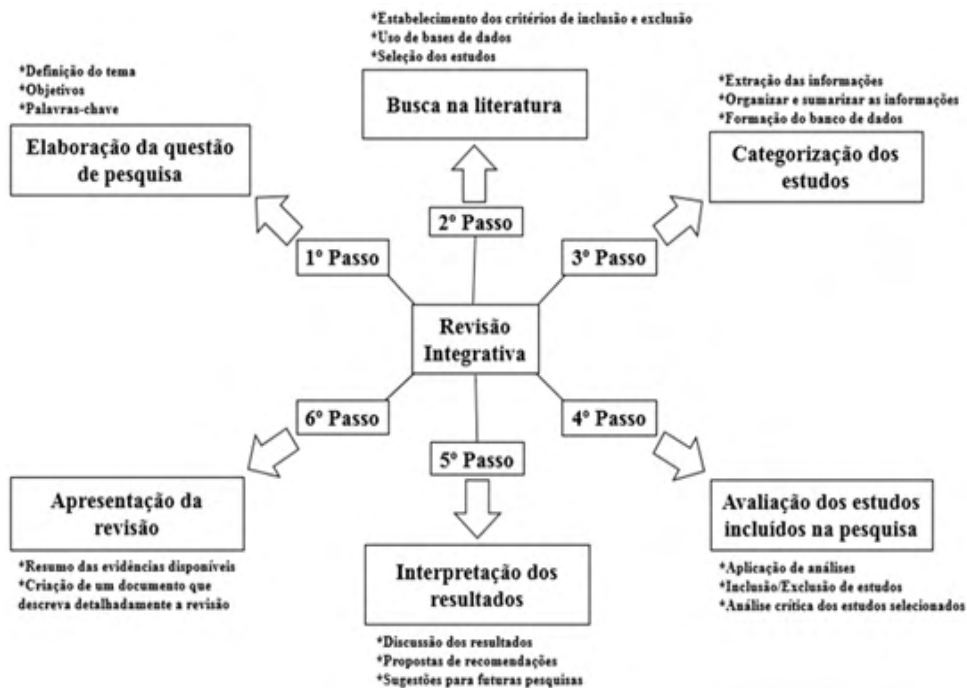 *Definição do tema
*Objetivos
*Palavras-chave
Elaboração da questão
de pesquisa
1º Passo
*Estabelecimento dos critérios de inclusão e exclusão
*Uso de bases de dados
*Seleção dos estudos
Busca na literatura
2º Passo
*Extração das informações
*Organizar e sumarizar as informações
*Formação do banco de dados
Categorização dos
estudos
3º Passo
Revisão
Integrativa
4º Passo
Avaliação dos estudos
incluídos na pesquisa
*Aplicação de análises
*Inclusão/Exclusão de estudos
*Análise crítica dos estudos selecionados
5º Passo
Interpretação dos
resultados
*Discussão dos resultados
*Propostas de recomendações
*Sugestões para futuras pesquisas
6º Passo
Apresentação da
revisão
*Resumo das evidências disponíveis
*Criação de um documento que
descreva detalhadamente a revisão